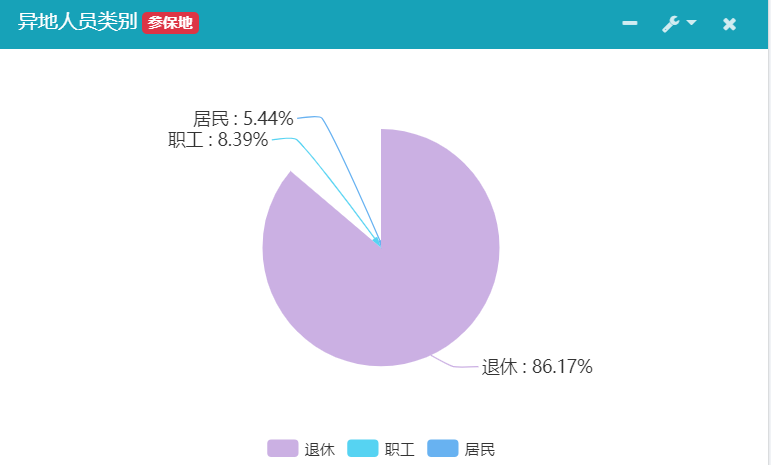 异地人员类别 参保地
居民 : 5.44%
职工 : 8.39%
退休 : 86.17%
退休 职工 居民